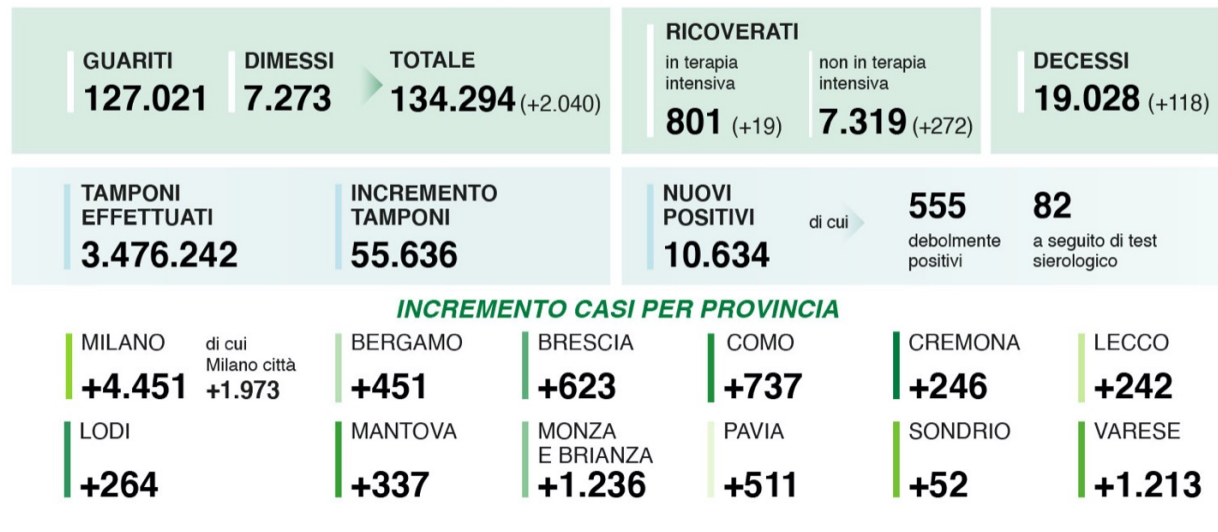 GUARITI
127.021
DIMESSI
7.273
TOTALE
134.294 (+2.040)
RICOVERATI
in terapia
intensiva
801 (+19)
non in terapia
intensiva
7.319 (+272)
DECESSI
19.028 (+118)
TAMPONI
EFFETTUATI
3.476.242
INCREMENTO
TAMPONI
55.636
NUOVI
POSITIVI
10.634
di cui
555
debolmente
positivi
82
a seguito di test
sierologico
INCREMENTO CASI PER PROVINCIA
MILANO
+4.451
di cui
Milano città
+1.973
BERGAMO
+451
BRESCIA
+623
COMO
+737
CREMONA
+246
LECCO
+242
LODI
+264
MANTOVA
+337
MONZA
E BRIANZA
+1.236
PAVIA
+511
SONDRIO
+52
VARESE
+1.213